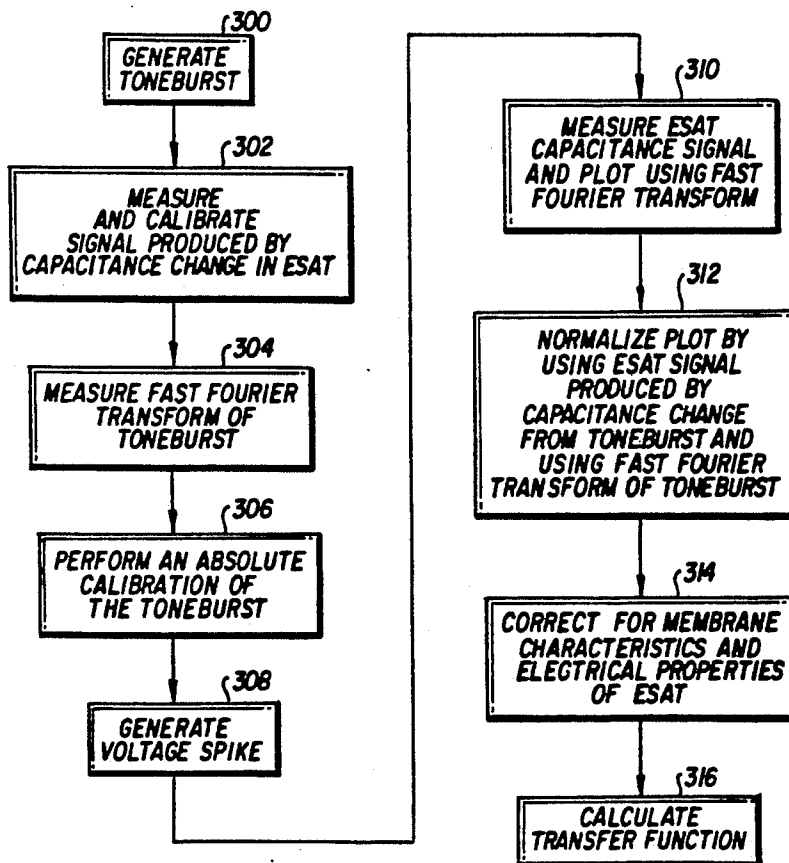 300
GENERATE
TONEBURST
302
MEASURE
AND CALIBRATE
SIGNAL PRODUCED BY
CAPACITANCE CHANGE IN ESAT
304
MEASURE FAST FOURIER
TRANSFORM OF
TONEBURST
306
PERFORM AN ABSOLUTE
CALIBRATION OF
THE TONEBURST
308
GENERATE
VOLTAGE SPIKE
310
MEASURE ESAT
CAPACITANCE SIGNAL
AND PLOT USING FAST
FOURIER TRANSFORM
312
NORMALIZE PLOT BY
USING ESAT SIGNAL
PRODUCED BY
CAPACITANCE CHANGE
FROM TONEBURST AND
USING FAST FOURIER
TRANSFORM OF TONEBURST
314
CORRECT FOR MEMBRANE
CHARACTERISTICS AND
ELECTRICAL PROPERTIES
OF ESAT
316
CALCULATE
TRANSFER FUNCTION